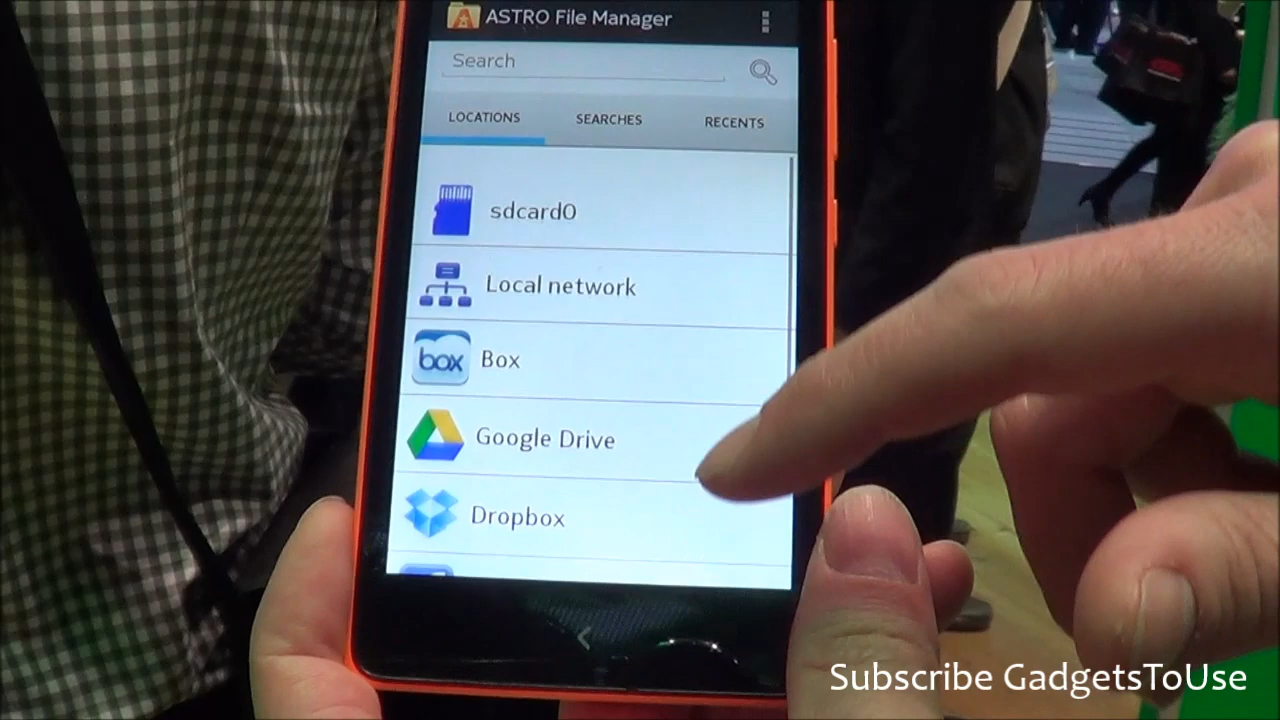 ASTRO File Manager
Search
LOCATIONS SEARCHES RECENTS
sdcard0
Local network
box Box
Google Drive
Dropbox
Subscribe GadgetsToUse